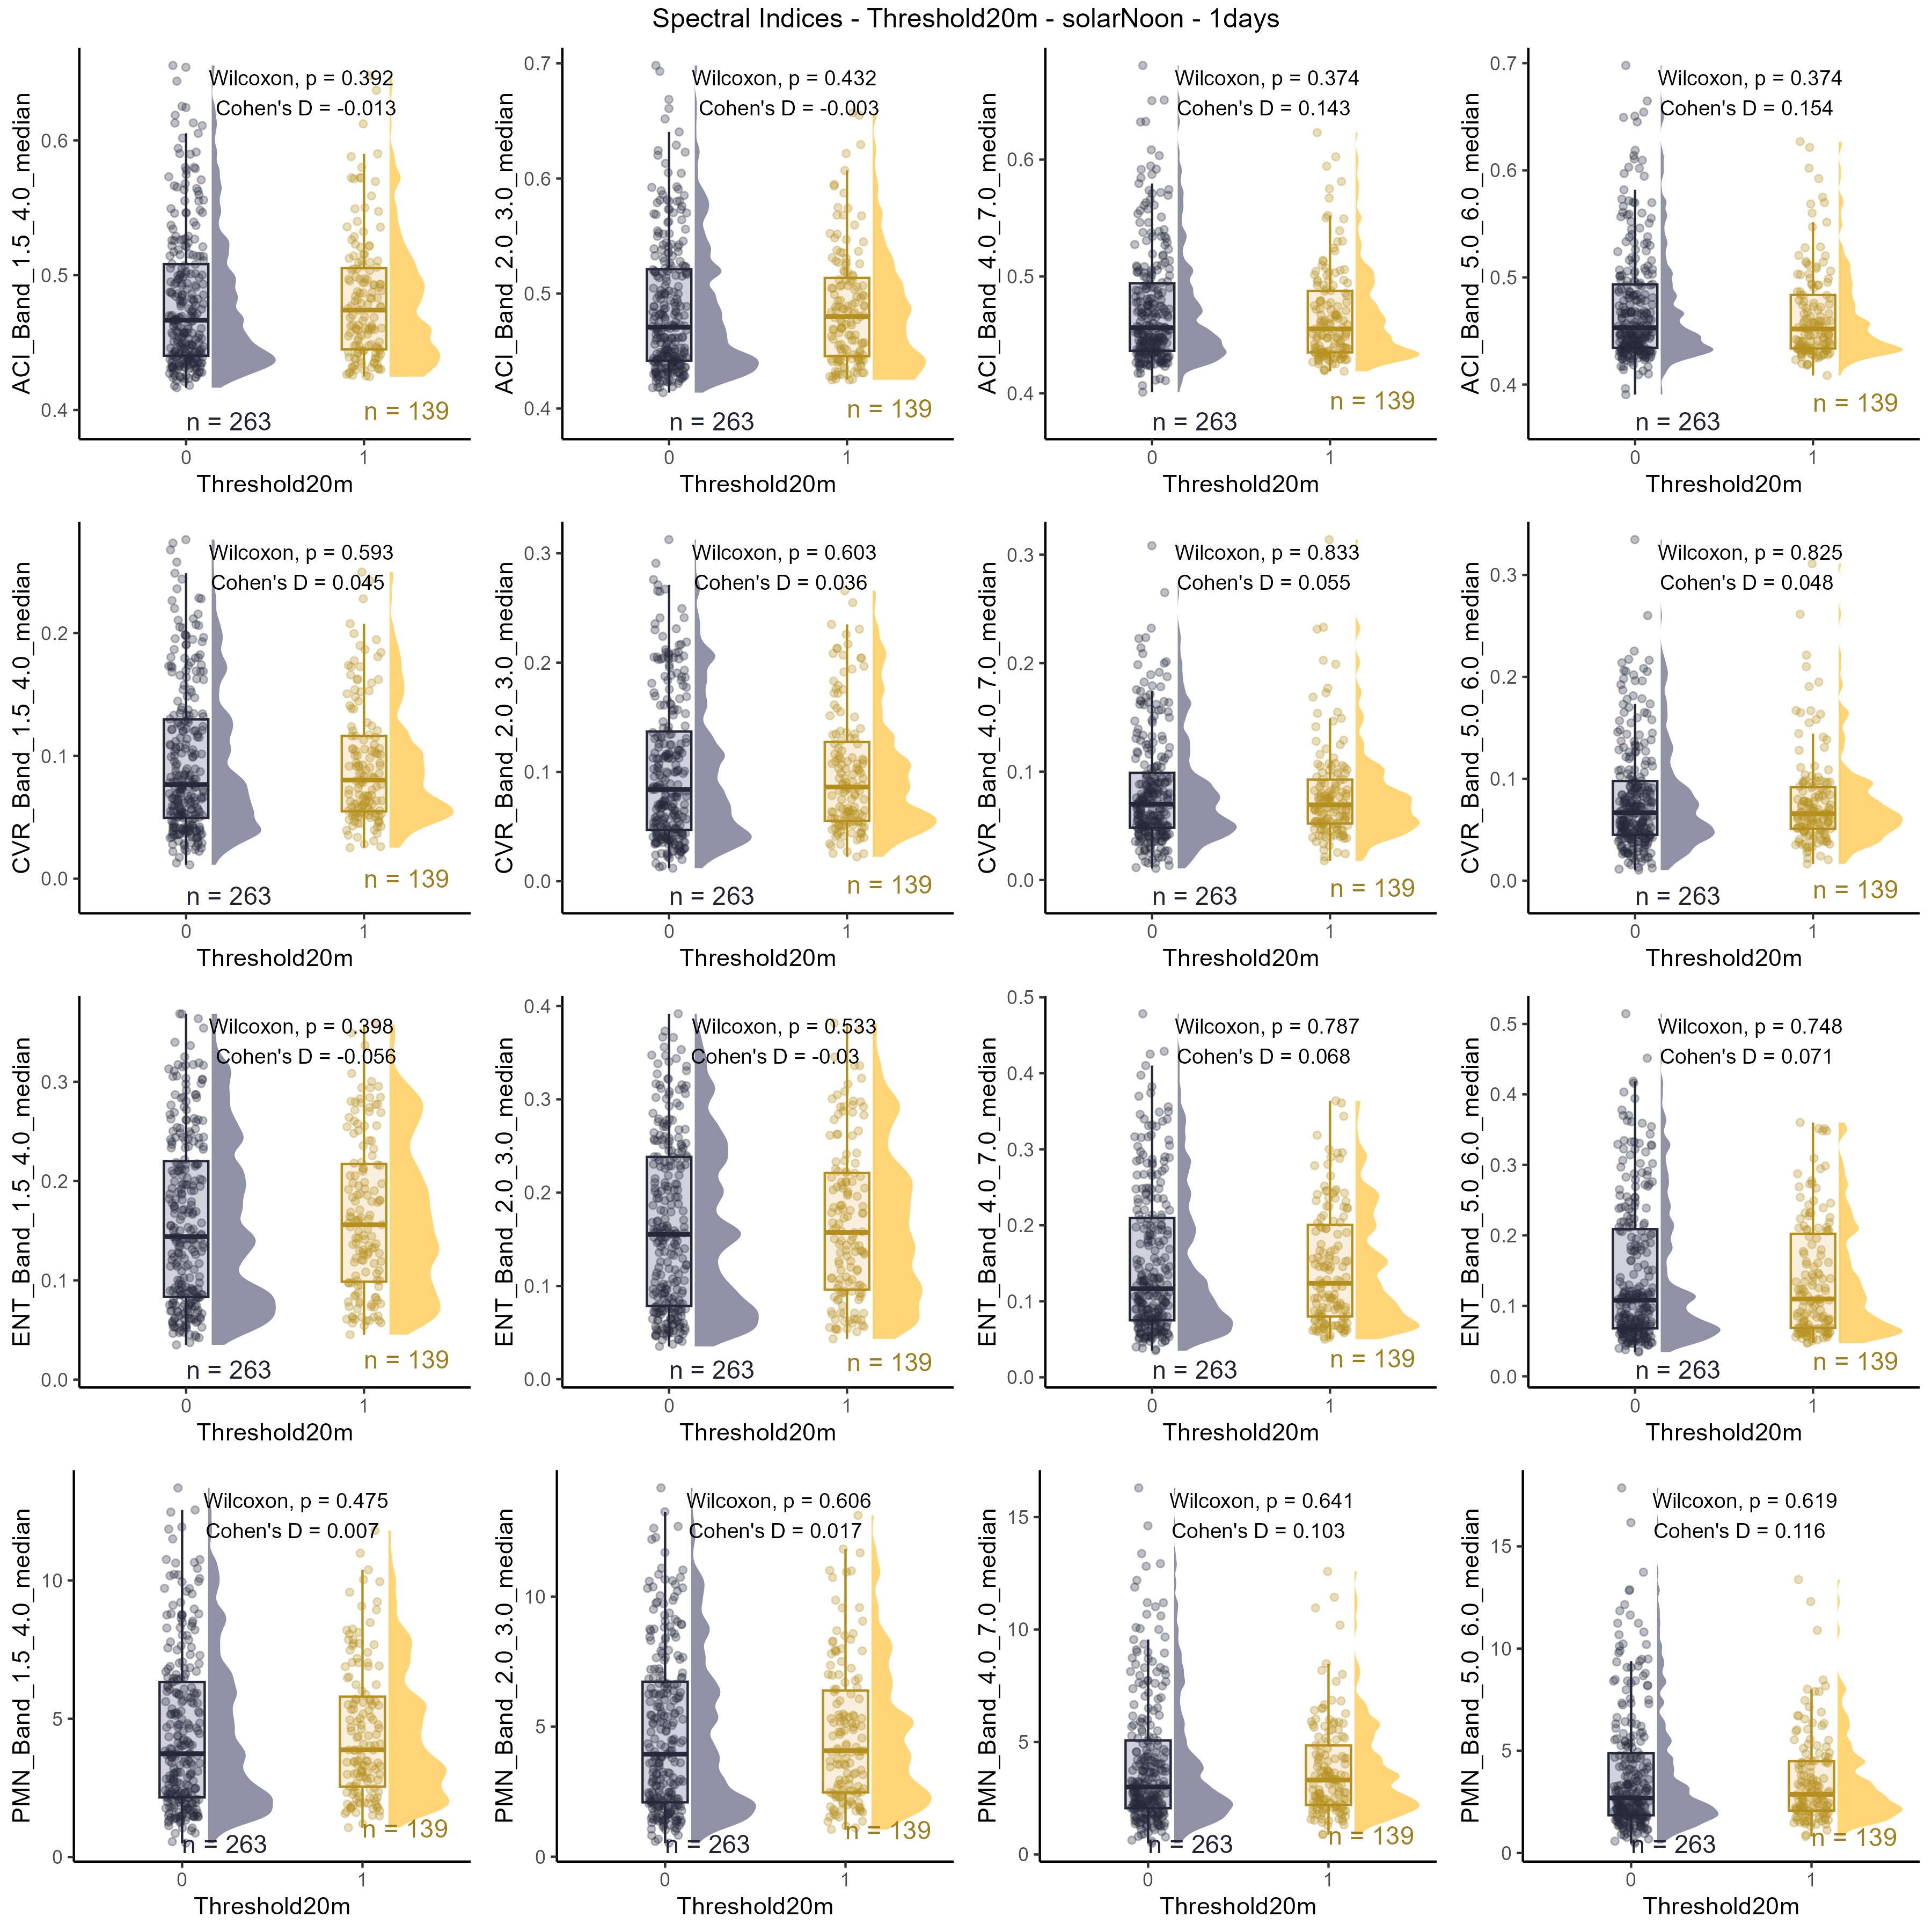 Spectral Indices - Threshold20m - solarNoon - 1days
ACI_Band_1.5_4.0_median
0.6
0.5
0.4
Wilcoxon, p = 0.392
Cohen's D = -0.013
n = 263
n = 139
0
1
Threshold20m
ACI_Band_2.0_3.0_median
0.7
0.6
0.5
0.4
Wilcoxon, p = 0.432
Cohen's D = -0.003
n = 263
n = 139
0
1
Threshold20m
ACI_Band_4.0_7.0_median
0.6
0.5
0.4
Wilcoxon, p = 0.374
Cohen's D = 0.143
n = 263
n = 139
0
1
Threshold20m
ACI_Band_5.0_6.0_median
0.7
0.6
0.5
0.4
Wilcoxon, p = 0.374
Cohen's D = 0.154
n = 263
n = 139
0
1
Threshold20m
CVR_Band_1.5_4.0_median
0.2
0.1
0.0
Wilcoxon, p = 0.593
Cohen's D = 0.045
n = 263
n = 139
0
1
Threshold20m
CVR_Band_2.0_3.0_median
0.3
0.2
0.1
0.0
Wilcoxon, p = 0.603
Cohen's D = 0.036
n = 263
n = 139
0
1
Threshold20m
CVR_Band_4.0_7.0_median
0.3
0.2
0.1
0.0
Wilcoxon, p = 0.833
Cohen's D = 0.055
n = 263
n = 139
0
1
Threshold20m
CVR_Band_5.0_6.0_median
0.3
0.2
0.1
0.0
Wilcoxon, p = 0.825
Cohen's D = 0.048
n = 263
n = 139
0
1
Threshold20m
ENT_Band_1.5_4.0_median
0.3
0.2
0.1
0.0
Wilcoxon, p = 0.398
Cohen's D = -0.056
n = 263
n = 139
0
1
Threshold20m
ENT_Band_2.0_3.0_median
0.4
0.3
0.2
0.1
0.0
Wilcoxon, p = 0.533
Cohen's D = -0.03
n = 263
n = 139
0
1
Threshold20m
ENT_Band_4.0_7.0_median
0.5
0.4
0.3
0.2
0.1
0.0
Wilcoxon, p = 0.787
Cohen's D = 0.068
n = 263
n = 139
0
1
Threshold20m
ENT_Band_5.0_6.0_median
0.5
0.4
0.3
0.2
0.1
0.0
Wilcoxon, p = 0.748
Cohen's D = 0.071
n = 263
n = 139
0
1
Threshold20m
PMN_Band_1.5_4.0_median
10
5
0
Wilcoxon, p = 0.475
Cohen's D = 0.007
n = 263
n = 139
0
1
Threshold20m
PMN_Band_2.0_3.0_median
10
5
0
Wilcoxon, p = 0.606
Cohen's D = 0.017
n = 263
n = 139
0
1
Threshold20m
PMN_Band_4.0_7.0_median
15
10
5
0
Wilcoxon, p = 0.641
Cohen's D = 0.103
n = 263
n = 139
0
1
Threshold20m
PMN_Band_5.0_6.0_median
15
10
5
0
Wilcoxon, p = 0.619
Cohen's D = 0.116
n = 263
n = 139
0
1
Threshold20m